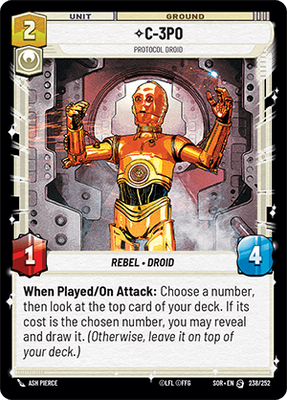 UNIT GROUND
2
✧C-3PO
PROTOCOL DROID
1
4
REBEL • DROID
When Played/On Attack: Choose a number,
then look at the top card of your deck. If its
cost is the chosen number, you may reveal
and draw it. (Otherwise, leave it on top of
your deck.)
ASH PIERCE ©LFL ©FFG SOR • EN S 238/252